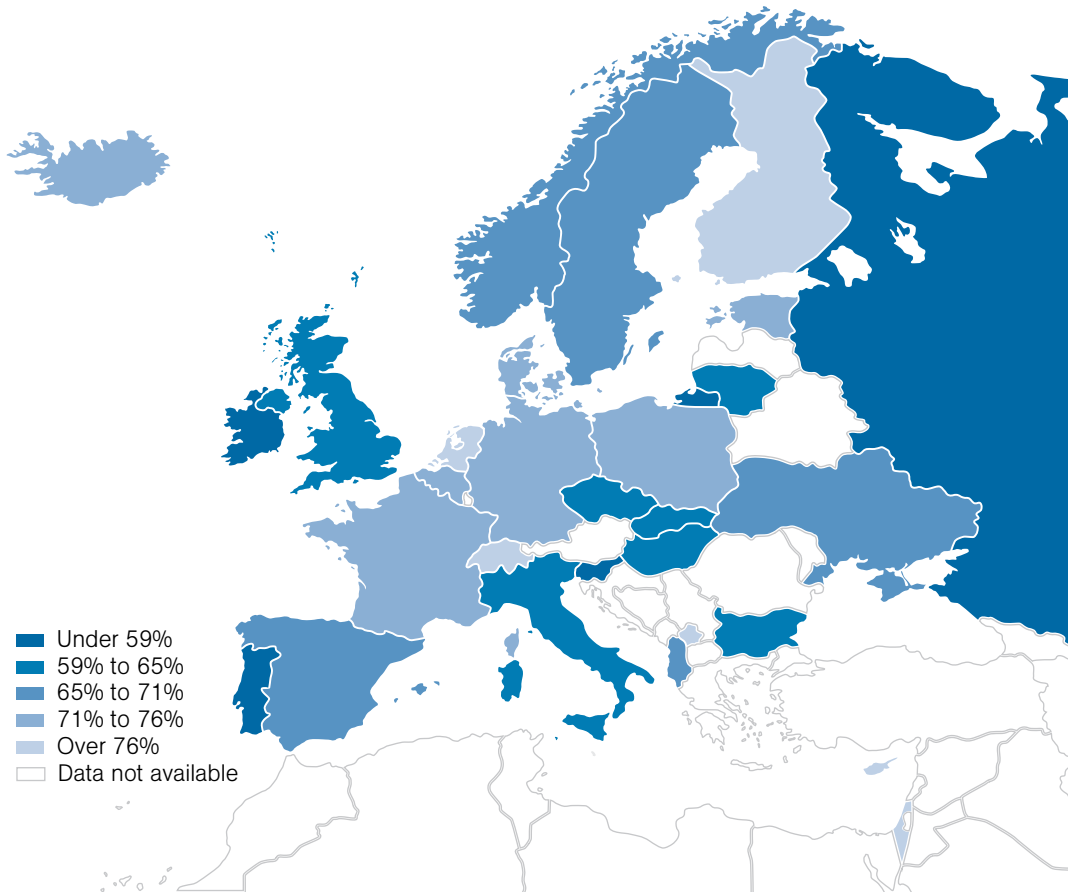 Under 59%
59% to 65%
65% to 71%
71% to 76%
Over 76%
Data not available